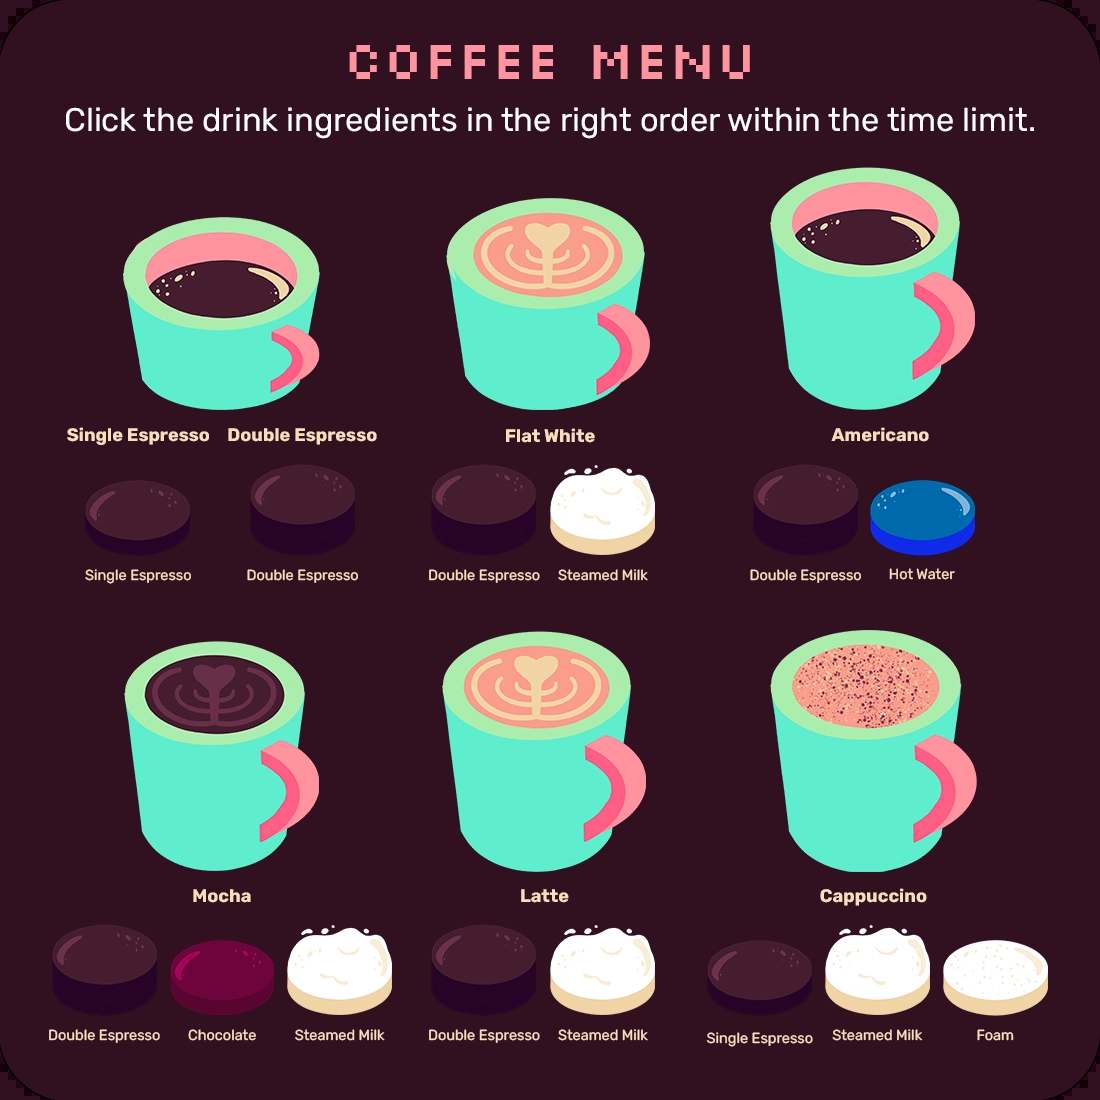 COFFEE MENU
Click the drink ingredients in the right order within the time limit.
Single Espresso Double Espresso
Flat White
Americano
Single Espresso
Double Espresso
Double Espresso
Steamed Milk
Double Espresso
Hot Water
Mocha
Latte
Cappuccino
Double Espresso
Chocolate
Steamed Milk
Double Espresso
Steamed Milk
Single Espresso
Steamed Milk
Foam